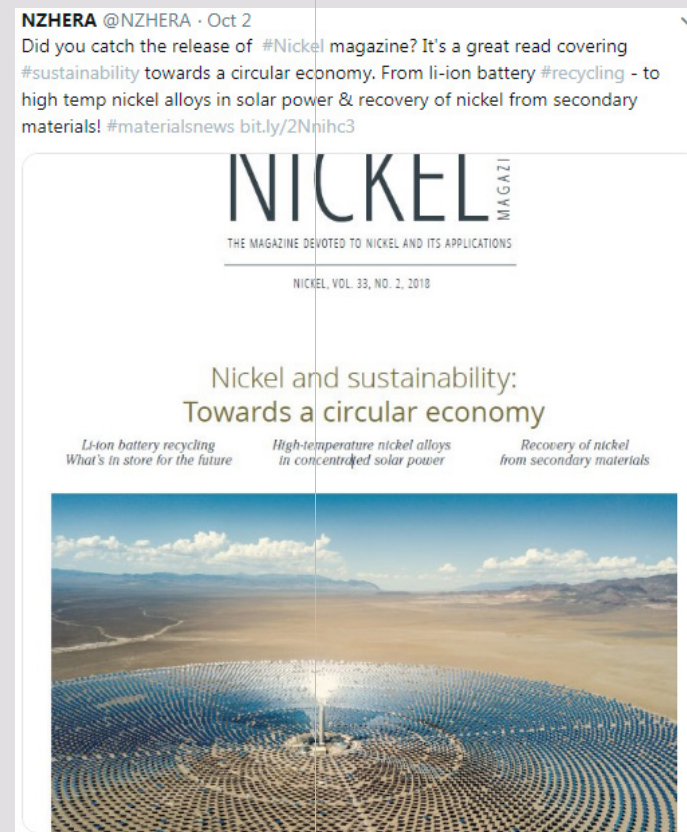 NZHERA @NZHERA · Oct 2
Did you catch the release of #Nickel magazine? It's a great read covering
#sustainability towards a circular economy. From li-ion battery #recycling - to
high temp nickel alloys in solar power & recovery of nickel from secondary
materials! #materialsnews bit.ly/2Nnihc3
NICKEL
MAGAZI
THE MAGAZINE DEVOTED TO NICKEL AND ITS APPLICATIONS
NICKEL, VOL. 33, NO. 2, 2018
Nickel and sustainability:
Towards a circular economy
Li-ion battery recycling
What's in store for the future
High-temperature nickel alloys
in concentrated solar power
Recovery of nickel
from secondary materials